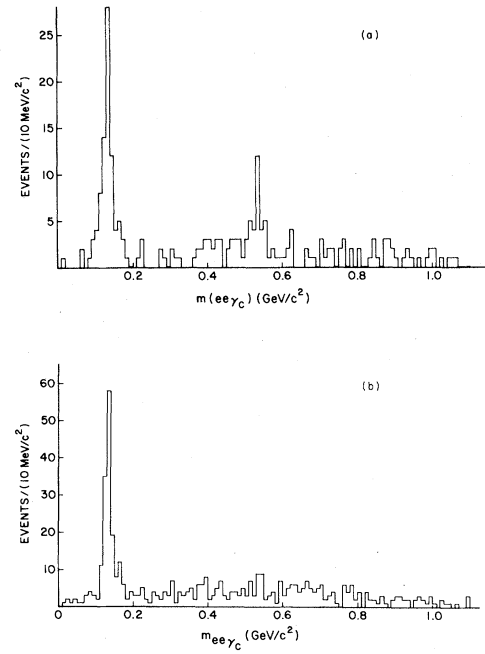 (a)
25
20
15
10
5
EVENTS/(10 MeV/c²)
0.2 0.4 0.6 0.8 1.0
m(eeγc) (GeV/c²)
(b)
60
50
40
30
20
10
EVENTS/(10 MeV/c²)
0 0.2 0.4 0.6 0.8 1.0
meeγc (GeV/c²)